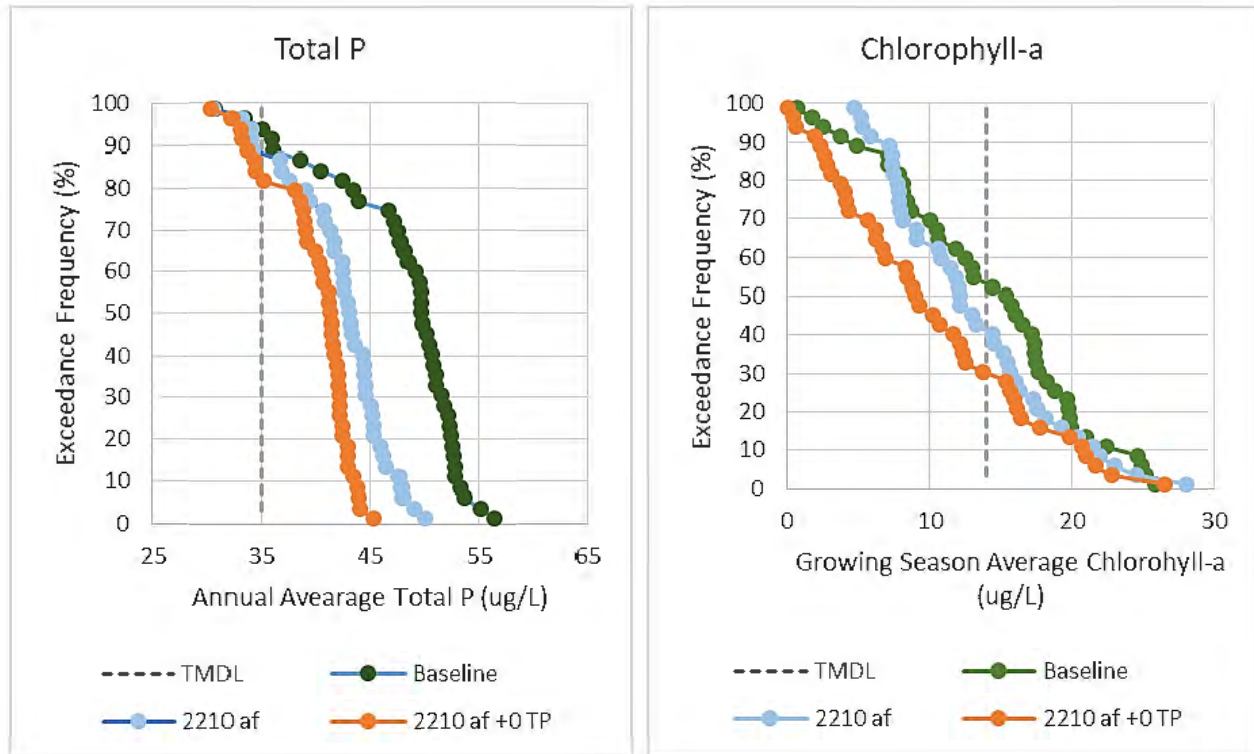 Total P
Exceedance Frequency (%)
100
90
80
70
60
50
40
30
20
10
0
25 35 45 55 65
Annual Avearage Total P (ug/L)
TMDL Baseline
2210 af 2210 af +0 TP
Chlorophyll-a
Exceedance Frequency (%)
100
90
80
70
60
50
40
30
20
10
0
0 10 20 30
Growing Season Average Chlorohyll-a
(ug/L)
TMDL Baseline
2210 af 2210 af +0 TP